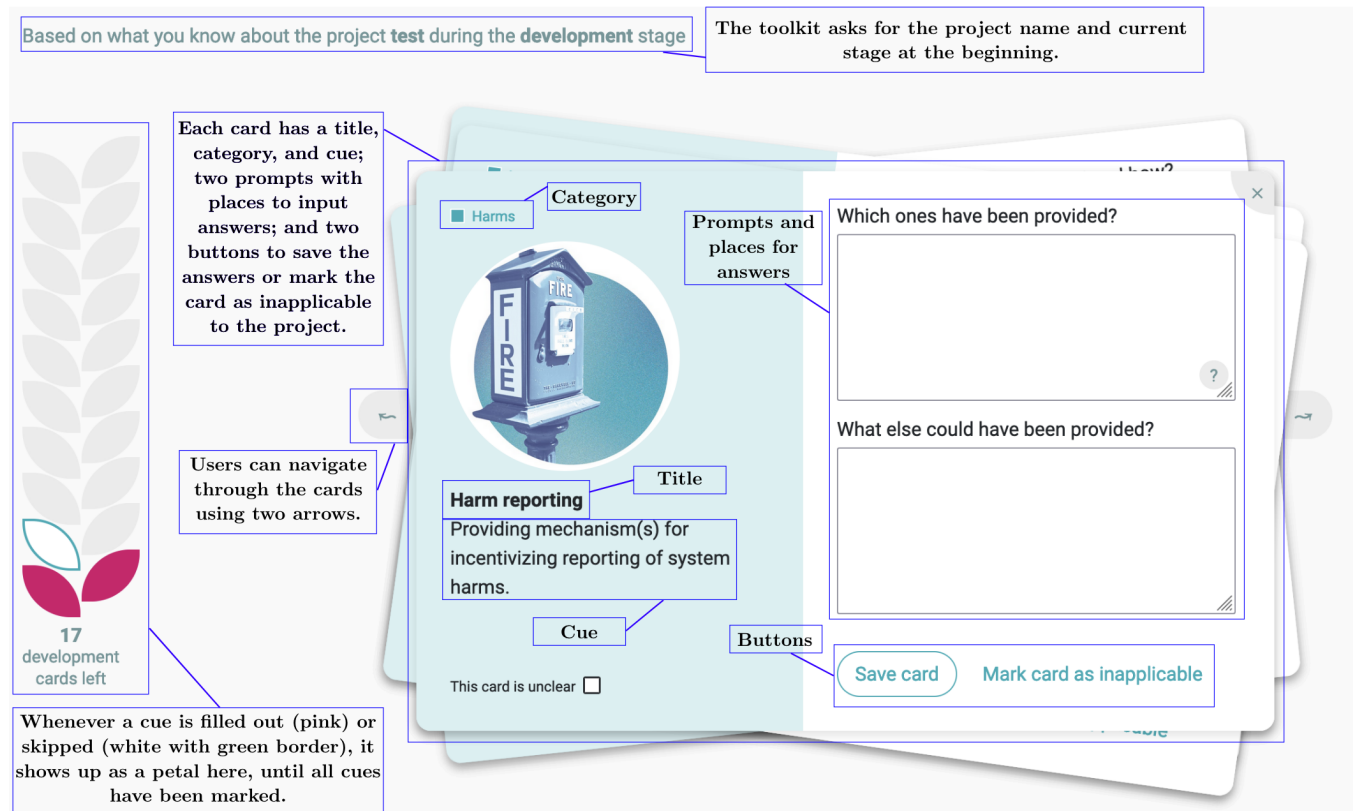 Based on what you know about the project test during the development stage
The toolkit asks for the project name and current
stage at the beginning.
Each card has a title,
category, and cue;
two prompts with
places to input
answers; and two
buttons to save the
answers or mark the
card as inapplicable
to the project.
Category
Harms
FIRE
FIRE
Harm reporting
Title
Providing mechanism(s) for
incentivizing reporting of system
harms.
Cue
This card is unclear
Prompts and
places for
answers
Which ones have been provided?
?
What else could have been provided?
Buttons
Save card
Mark card as inapplicable
Users can navigate
through the cards
using two arrows.
17
development
cards left
Whenever a cue is filled out (pink) or
skipped (white with green border), it
shows up as a petal here, until all cues
have been marked.